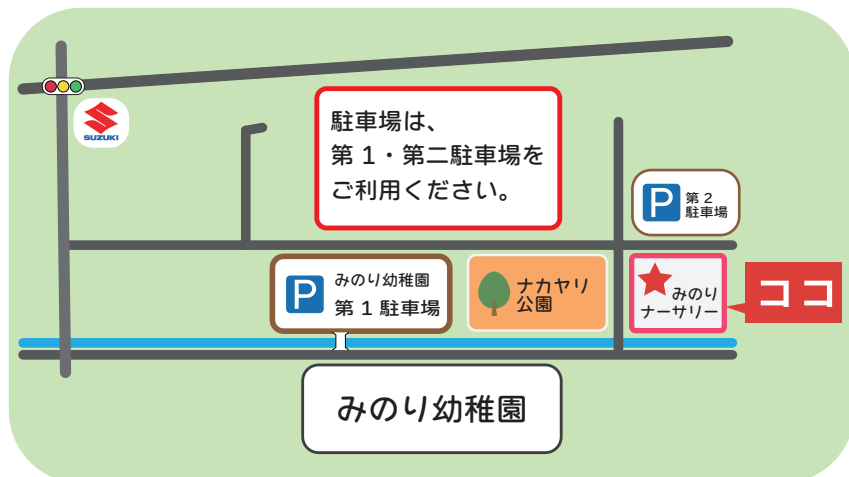 SUZUKI
駐車場は、
第1・第二駐車場を
ご利用ください。
P
第2
駐車場
P
みのり幼稚園
第1駐車場
ナカヤリ
公園
みのり
ナーサリー
ココ
みのり幼稚園